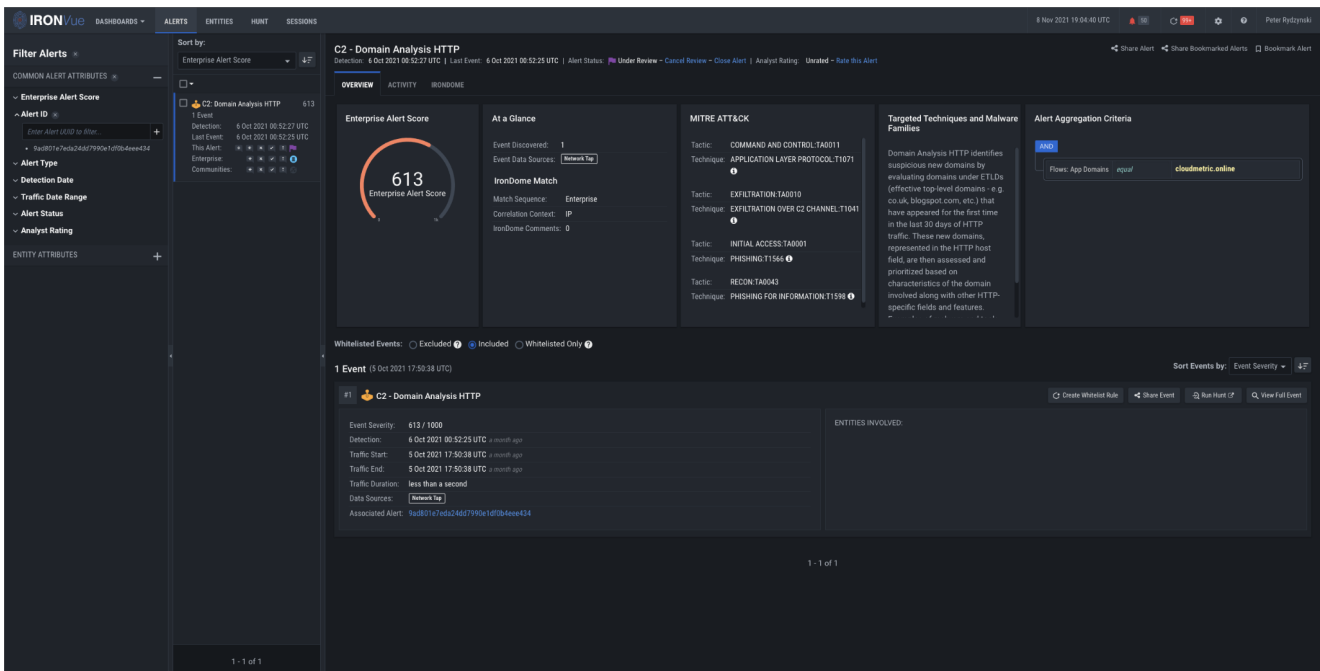 IRONVue DASHBOARDS ALERTS ENTITIES HUNT SESSIONS 8 Nov 2021 19:04:40 UTC 50 99+ Peter Rydzynski
Filter Alerts
COMMON ALERT ATTRIBUTES
Enterprise Alert Score
Alert ID
Enter Alert UUID to filter...
9ad801e7eda24dd7990e1df0b4eee434
Alert Type
Detection Date
Traffic Date Range
Alert Status
Analyst Rating
ENTITY ATTRIBUTES
Sort by:
Enterprise Alert Score
C2: Domain Analysis HTTP 613
1 Event
Detection: 6 Oct 2021 00:52:27 UTC
Last Event: 6 Oct 2021 00:52:25 UTC
This Alert:
Enterprise:
Communities:
1 - 1 of 1
C2 - Domain Analysis HTTP
Share Alert Share Bookmarked Alerts Bookmark Alert
Detection: 6 Oct 2021 00:52:27 UTC | Last Event: 6 Oct 2021 00:52:25 UTC | Alert Status: Under Review - Cancel Review - Close Alert | Analyst Rating: Unrated - Rate this Alert
OVERVIEW ACTIVITY IRONDOME
Enterprise Alert Score
613
Enterprise Alert Score
At a Glance
Event Discovered: 1
Event Data Sources: Network Tap
IronDome Match
Match Sequence: Enterprise
Correlation Context: IP
IronDome Comments: 0
MITRE ATT&CK
Tactic: COMMAND AND CONTROL:TA0011
Technique: APPLICATION LAYER PROTOCOL:T1071
Tactic: EXFILTRATION:TA0010
Technique: EXFILTRATION OVER C2 CHANNEL:T1041
Tactic: INITIAL ACCESS:TA0001
Technique: PHISHING:T1566
Tactic: RECON:TA0043
Technique: PHISHING FOR INFORMATION:T1598
Targeted Techniques and Malware
Families
Domain Analysis HTTP identifies
suspicious new domains by
evaluating domains under ETLDs
(effective top-level domains - e.g.
co.uk, blogspot.com, etc.) that
have appeared for the first time
in the last 30 days of HTTP
traffic. These new domains,
represented in the HTTP host
field, are then assessed and
prioritized based on
characteristics of the domain
involved along with other HTTP-
specific fields and features.
Alert Aggregation Criteria
AND
Flows: App Domains equal cloudmetric.online
Whitelisted Events: Excluded Included Whitelisted Only
1 Event (5 Oct 2021 17:50:38 UTC)
Sort Events by: Event Severity
#1 C2 - Domain Analysis HTTP
Create Whitelist Rule Share Event Run Hunt View Full Event
Event Severity: 613 / 1000
Detection: 6 Oct 2021 00:52:25 UTC a month ago
Traffic Start: 5 Oct 2021 17:50:38 UTC a month ago
Traffic End: 5 Oct 2021 17:50:38 UTC a month ago
Traffic Duration: less than a second
Data Sources: Network Tap
Associated Alert: 9ad801e7eda24dd7990e1df0b4eee434
ENTITIES INVOLVED:
1 - 1 of 1